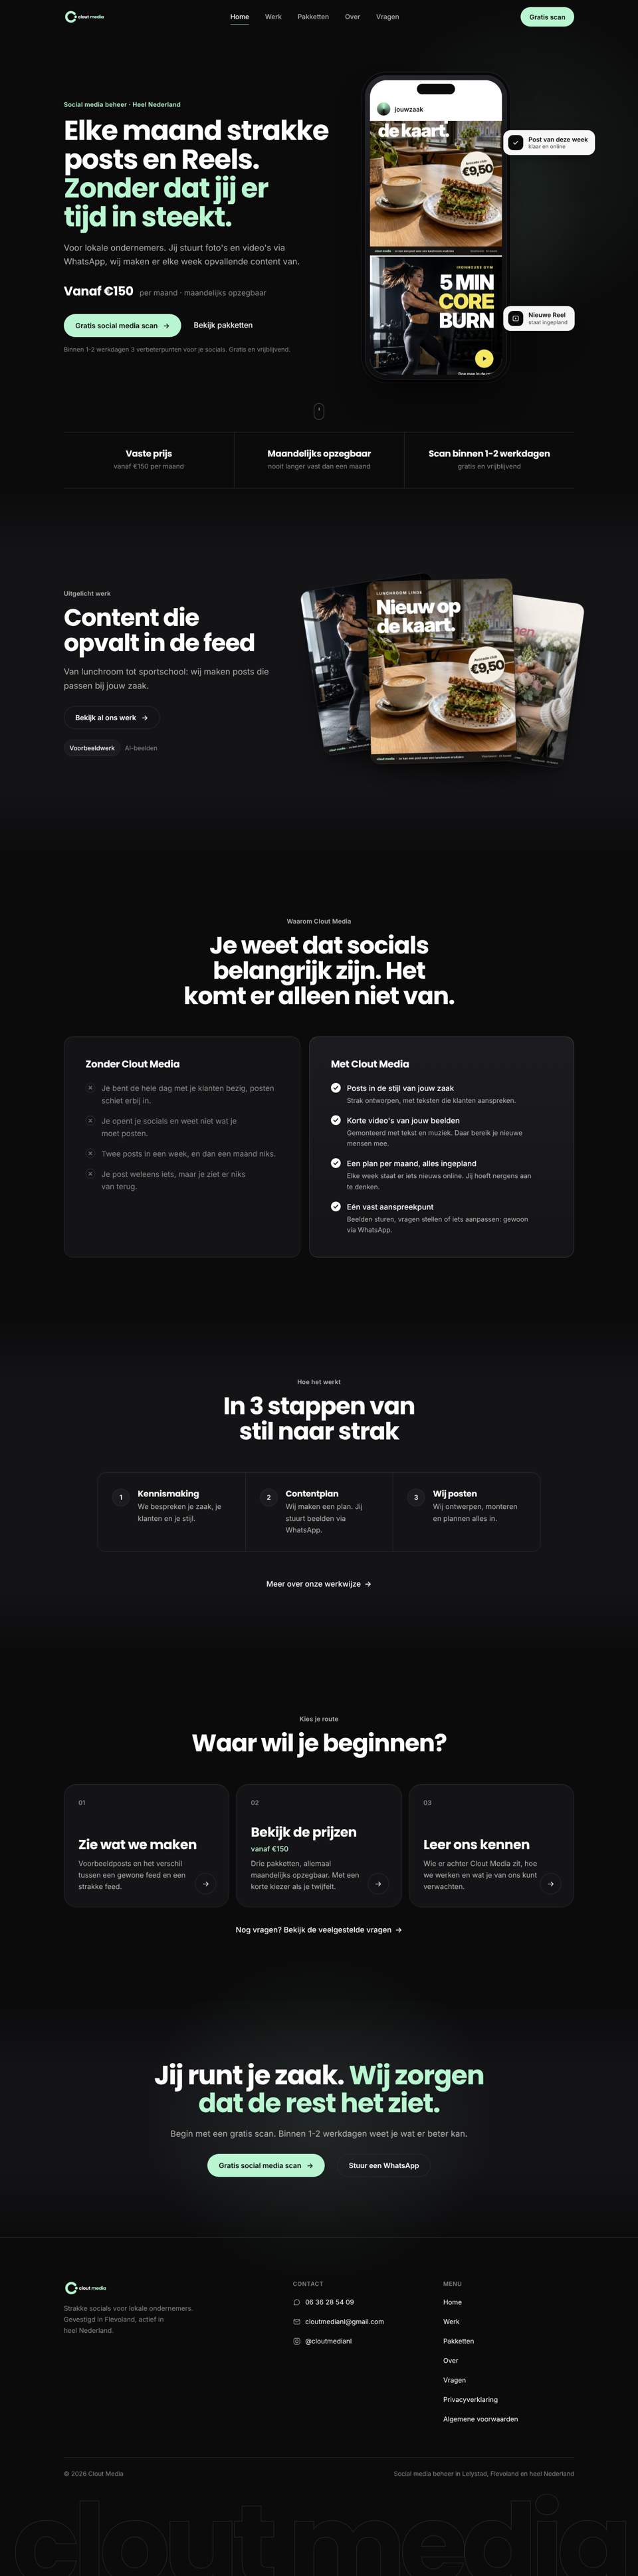 clout media
Home
Werk
Pakketten
Over
Vragen
Gratis scan
Social media beheer · Heel Nederland
Elke maand strakke
posts en Reels.
Zonder dat jij er
tijd in steekt.
Voor lokale ondernemers. Jij stuurt foto's en video's via
WhatsApp, wij maken er elke week opvallende content van.
Vanaf €150 per maand · maandelijks opzegbaar
Gratis social media scan →
Bekijk pakketten
Binnen 1-2 werkdagen 3 verbeterpunten voor je socials. Gratis en vrijblijvend.
jouwzaak
de kaart.
€9,50
Post van deze week
klaar en online
IRONHOUSE GYM
5 MIN
CORE
BURN
Nieuwe Reel
staat ingepland
Vaste prijs
vanaf €150 per maand
Maandelijks opzegbaar
nooit langer vast dan een maand
Scan binnen 1-2 werkdagen
gratis en vrijblijvend
Uitgelicht werk
Content die
opvalt in de feed
Van lunchroom tot sportschool: wij maken posts die
passen bij jouw zaak.
Bekijk al ons werk →
Voorbeeldwerk
AI-beelden
LUNCHROOM LINDE
Nieuw op
de kaart.
€9,50
Waarom Clout Media
Je weet dat socials
belangrijk zijn. Het
komt er alleen niet van.
Zonder Clout Media
Je bent de hele dag met je klanten bezig, posten
schiet erbij in.
Je opent je socials en weet niet wat je
moet posten.
Twee posts in een week, en dan een maand niks.
Je post weleens iets, maar je ziet er niks
van terug.
Met Clout Media
Posts in de stijl van jouw zaak
Strak ontworpen, met teksten die klanten aanspreken.
Korte video's van jouw beelden
Gemonteerd met tekst en muziek. Daar bereik je nieuwe
mensen mee.
Een plan per maand, alles ingepland
Elke week staat er iets nieuws online. Jij hoeft nergens aan
te denken.
Eén vast aanspreekpunt
Beelden sturen, vragen stellen of iets aanpassen: gewoon
via WhatsApp.
Hoe het werkt
In 3 stappen van
stil naar strak
1
Kennismaking
We bespreken je zaak, je
klanten en je stijl.
2
Contentplan
Wij maken een plan. Jij
stuurt beelden via
WhatsApp.
3
Wij posten
Wij ontwerpen, monteren
en plannen alles in.
Meer over onze werkwijze →
Kies je route
Waar wil je beginnen?
01
Zie wat we maken
Voorbeeldposts en het verschil
tussen een gewone feed en een
strakke feed.
→
02
Bekijk de prijzen
vanaf €150
Drie pakketten, allemaal
maandelijks opzegbaar. Met een
korte kiezer als je twijfelt.
→
03
Leer ons kennen
Wie er achter Clout Media zit, hoe
we werken en wat je van ons kunt
verwachten.
→
Nog vragen? Bekijk de veelgestelde vragen →
Jij runt je zaak. Wij zorgen
dat de rest het ziet.
Begin met een gratis scan. Binnen 1-2 werkdagen weet je wat er beter kan.
Gratis social media scan →
Stuur een WhatsApp
clout media
Strakke socials voor lokale ondernemers.
Gevestigd in Flevoland, actief in
heel Nederland.
CONTACT
06 36 28 54 09
cloutmedianl@gmail.com
@cloutmedianl
MENU
Home
Werk
Pakketten
Over
Vragen
Privacyverklaring
Algemene voorwaarden
© 2026 Clout Media
Social media beheer in Lelystad, Flevoland en heel Nederland
clout media